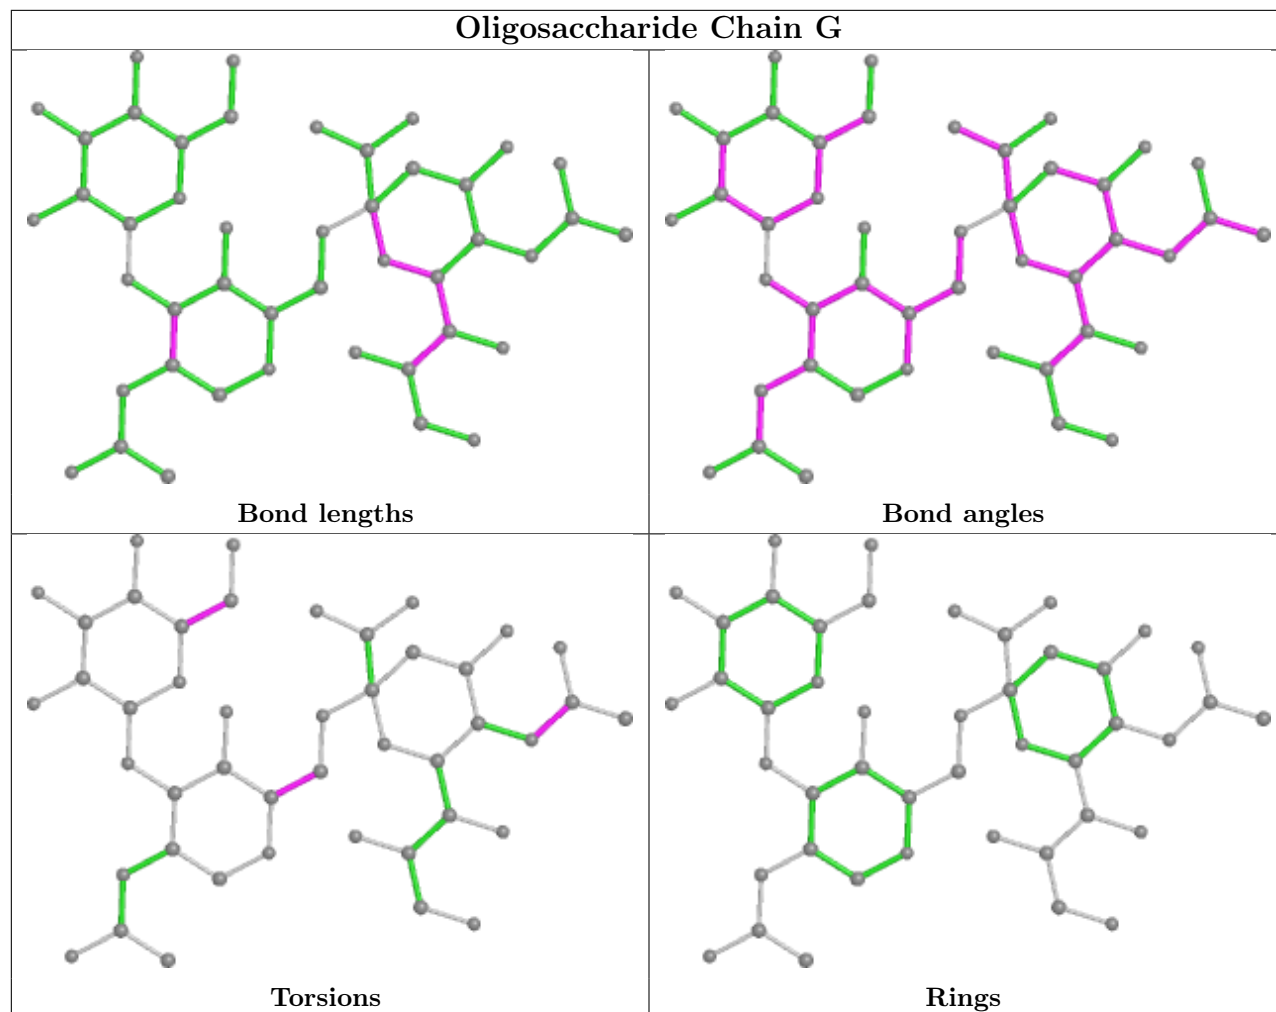 Oligosaccharide Chain G
Bond lengths
Bond angles
Torsions
Rings